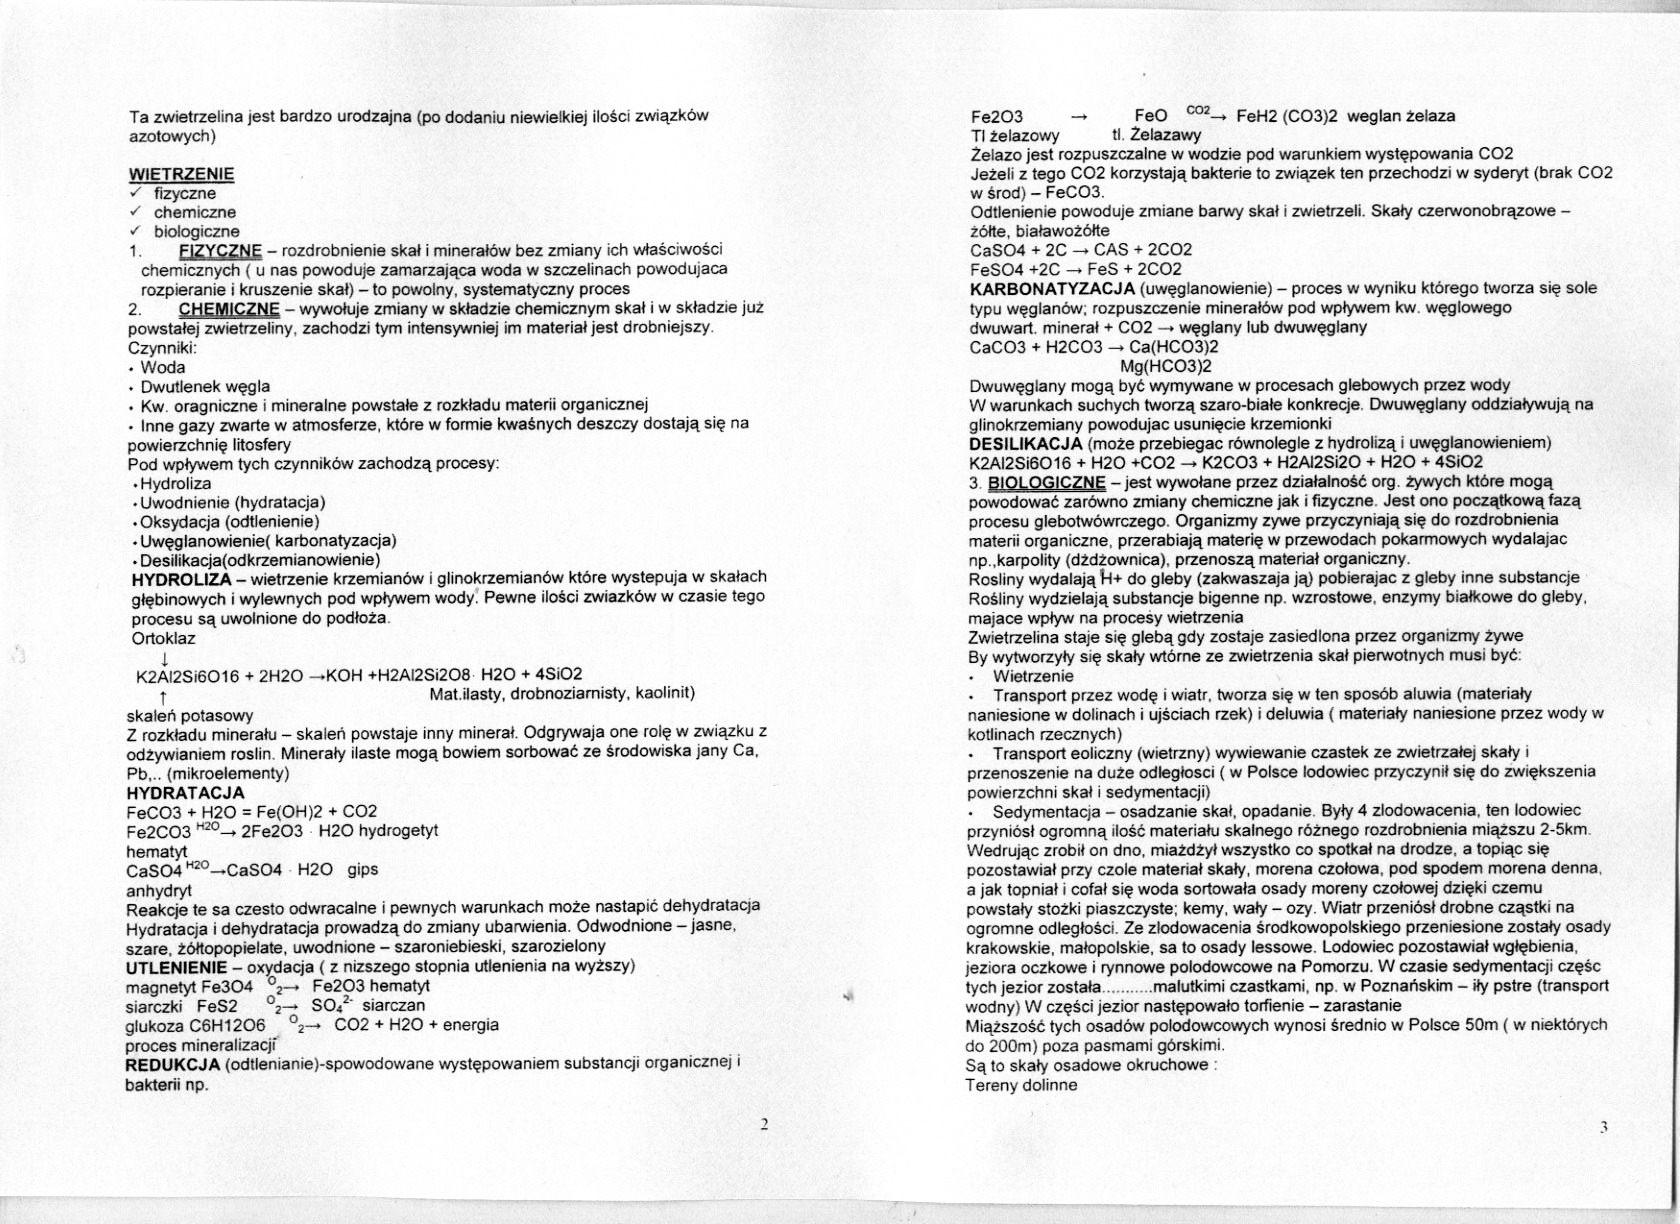 Ta zwietrzelina jest bardzo urodzajna (po dodaniu niewielkiej ilości związków
azotowych)
WIETRZENIE
✓ fizyczne
✓ chemiczne
✓ biologiczne
1. FIZYCZNE – rozdrobnienie skał i minerałów bez zmiany ich właściwości
chemicznych ( u nas powoduje zamarzająca woda w szczelinach powodujaca
rozpieranie i kruszenie skał) – to powolny, systematyczny proces
2. CHEMICZNE – wywołuje zmiany w składzie chemicznym skał i w składzie już
powstałej zwietrzeliny, zachodzi tym intensywniej im materiał jest drobniejszy.
Czynniki:
• Woda
• Dwutlenek węgla
• Kw. oragniczne i mineralne powstałe z rozkładu materii organicznej
• Inne gazy zwarte w atmosferze, które w formie kwaśnych deszczy dostają się na
powierzchnię litosfery
Pod wpływem tych czynników zachodzą procesy:
• Hydroliza
• Uwodnienie (hydratacja)
• Oksydacja (odtlenienie)
• Uwęglanowienie( karbonatyzacja)
• Desilikacja(odkrzemianowienie)
HYDROLIZA – wietrzenie krzemianów i glinokrzemianów które wystepuja w skałach
głębinowych i wylewnych pod wpływem wody. Pewne ilości zwiazków w czasie tego
procesu są uwolnione do podłoża.
Ortoklaz
↓
K2Al2Si6O16 + 2H2O →KOH +H2Al2Si2O8· H2O + 4SiO2
↑ Mat.ilasty, drobnoziarnisty, kaolinit)
skaleń potasowy
Z rozkładu minerału – skaleń powstaje inny minerał. Odgrywaja one rolę w związku z
odżywianiem roslin. Minerały ilaste mogą bowiem sorbować ze środowiska jany Ca,
Pb,.. (mikroelementy)
HYDRATACJA
FeCO3 + H2O = Fe(OH)2 + CO2
Fe2CO3 H2O→ 2Fe2O3 · H2O hydrogetyt
hematyt
CaSO4 H2O→CaSO4 · H2O gips
anhydryt
Reakcje te sa czesto odwracalne i pewnych warunkach może nastapić dehydratacja
Hydratacja i dehydratacja prowadzą do zmiany ubarwienia. Odwodnione – jasne,
szare, żółtopopielate, uwodnione – szaroniebieski, szarozielony
UTLENIENIE – oxydacja ( z nizszego stopnia utlenienia na wyższy)
magnetyt Fe3O4 O2→ Fe2O3 hematyt
siarczki FeS2 O2→ SO4 2- siarczan
glukoza C6H12O6 O2→ CO2 + H2O + energia
proces mineralizacji
REDUKCJA (odtlenianie)-spowodowane występowaniem substancji organicznej i
bakterii np.
2
Fe2O3 → FeO CO2→ FeH2 (CO3)2 weglan żelaza
Tl żelazowy tl. Żelazawy
Żelazo jest rozpuszczalne w wodzie pod warunkiem występowania CO2
Jeżeli z tego CO2 korzystają bakterie to związek ten przechodzi w syderyt (brak CO2
w środ) – FeCO3.
Odtlenienie powoduje zmiane barwy skał i zwietrzeli. Skały czerwonobrązowe –
żółte, białawożółte
CaSO4 + 2C → CAS + 2CO2
FeSO4 +2C → FeS + 2CO2
KARBONATYZACJA (uwęglanowienie) – proces w wyniku którego tworza się sole
typu węglanów; rozpuszczenie minerałów pod wpływem kw. węglowego
dwuwart. minerał + CO2 → węglany lub dwuwęglany
CaCO3 + H2CO3 → Ca(HCO3)2
Mg(HCO3)2
Dwuwęglany mogą być wymywane w procesach glebowych przez wody
W warunkach suchych tworzą szaro-białe konkrecje. Dwuwęglany oddziaływują na
glinokrzemiany powodujac usunięcie krzemionki
DESILIKACJA (może przebiegac równolegle z hydrolizą i uwęglanowieniem)
K2Al2Si6O16 + H2O +CO2 → K2CO3 + H2Al2Si2O + H2O + 4SiO2
3. BIOLOGICZNE – jest wywołane przez działalność org. żywych które mogą
powodować zarówno zmiany chemiczne jak i fizyczne. Jest ono początkową fazą
procesu glebotwówrczego. Organizmy zywe przyczyniają się do rozdrobnienia
materii organiczne, przerabiają materię w przewodach pokarmowych wydalajac
np.,karpolity (dżdżownica), przenoszą materiał organiczny.
Rosliny wydalają H+ do gleby (zakwaszaja ją) pobierajac z gleby inne substancje
Rośliny wydzielają substancje bigenne np. wzrostowe, enzymy białkowe do gleby,
majace wpływ na procesy wietrzenia
Zwietrzelina staje się glebą gdy zostaje zasiedlona przez organizmy żywe
By wytworzyły się skały wtórne ze zwietrzenia skał pierwotnych musi być:
• Wietrzenie
• Transport przez wodę i wiatr, tworza się w ten sposób aluwia (materiały
naniesione w dolinach i ujściach rzek) i deluwia ( materiały naniesione przez wody w
kotlinach rzecznych)
• Transport eoliczny (wietrzny) wywiewanie czastek ze zwietrzałej skały i
przenoszenie na duże odległosci ( w Polsce lodowiec przyczynił się do zwiększenia
powierzchni skał i sedymentacji)
• Sedymentacja – osadzanie skał, opadanie. Były 4 zlodowacenia, ten lodowiec
przyniósł ogromną ilość materiału skalnego różnego rozdrobnienia miąższu 2-5km.
Wedrując zrobił on dno, miażdżył wszystko co spotkał na drodze, a topiąc się
pozostawiał przy czole materiał skały, morena czołowa, pod spodem morena denna,
a jak topniał i cofał się woda sortowała osady moreny czołowej dzięki czemu
powstały stożki piaszczyste; kemy, wały – ozy. Wiatr przeniósł drobne cząstki na
ogromne odległości. Ze zlodowacenia środkowopolskiego przeniesione zostały osady
krakowskie, małopolskie, sa to osady lessowe. Lodowiec pozostawiał wgłębienia,
jeziora oczkowe i rynnowe polodowcowe na Pomorzu. W czasie sedymentacji częśc
tych jezior została..........malutkimi czastkami, np. w Poznańskim – iły pstre (transport
wodny) W części jezior następowało torfienie – zarastanie
Miąższość tych osadów polodowcowych wynosi średnio w Polsce 50m ( w niektórych
do 200m) poza pasmami górskimi.
Są to skały osadowe okruchowe :
Tereny dolinne
3